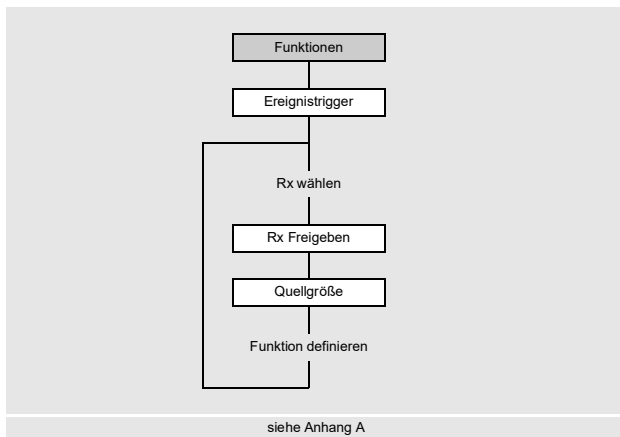 Funktionen
Ereignistrigger
Rx wählen
Rx Freigeben
Quellgröße
Funktion definieren
siehe Anhang A